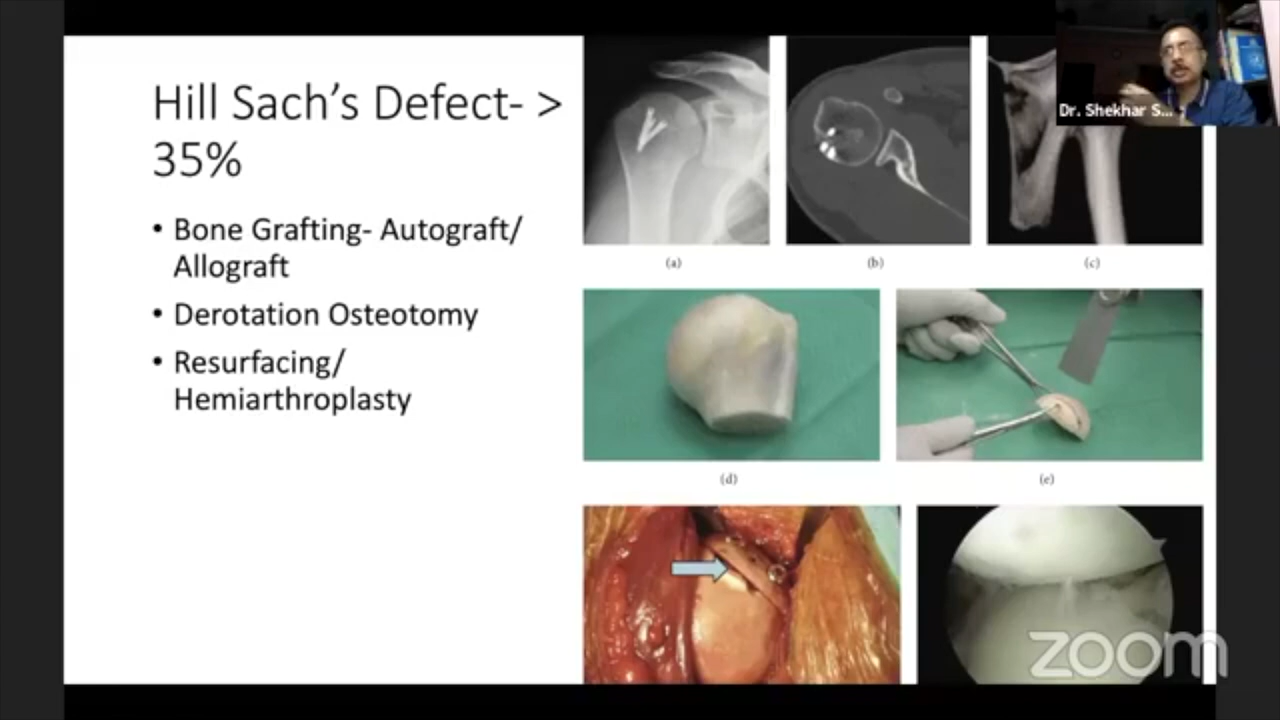 Hill Sach's Defect- >
35%
• Bone Grafting- Autograft/
Allograft
• Derotation Osteotomy
• Resurfacing/
Hemiarthroplasty
(a)
(b)
(c)
(d)
(e)
Dr. Shekhar S...
zoom